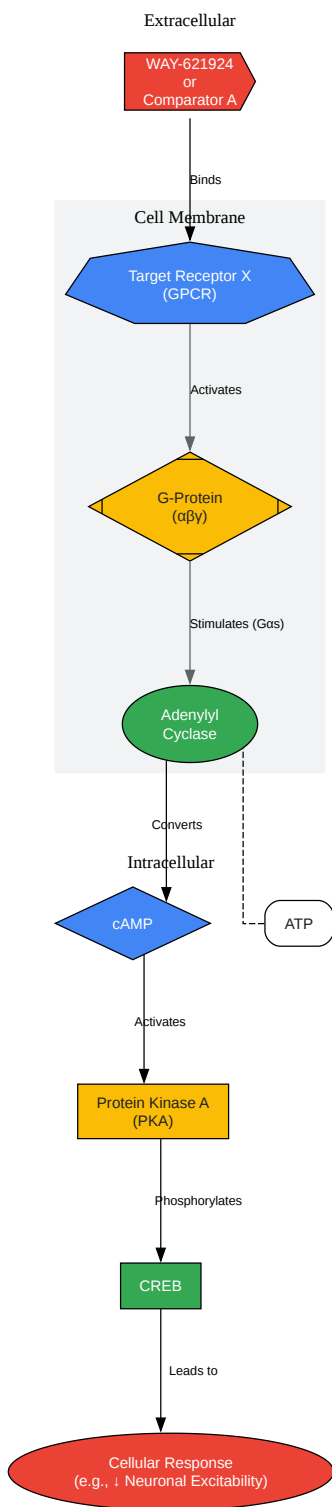 Extracellular
WAY-621924
or
Comparator A
Binds
Cell Membrane
Target Receptor X
(GPCR)
Activates
G-Protein
(αβγ)
Stimulates (Gαs)
Adenylyl
Cyclase
Converts
Intracellular
cAMP
ATP
Activates
Protein Kinase A
(PKA)
Phosphorylates
CREB
Leads to
Cellular Response
(e.g., ↓ Neuronal Excitability)